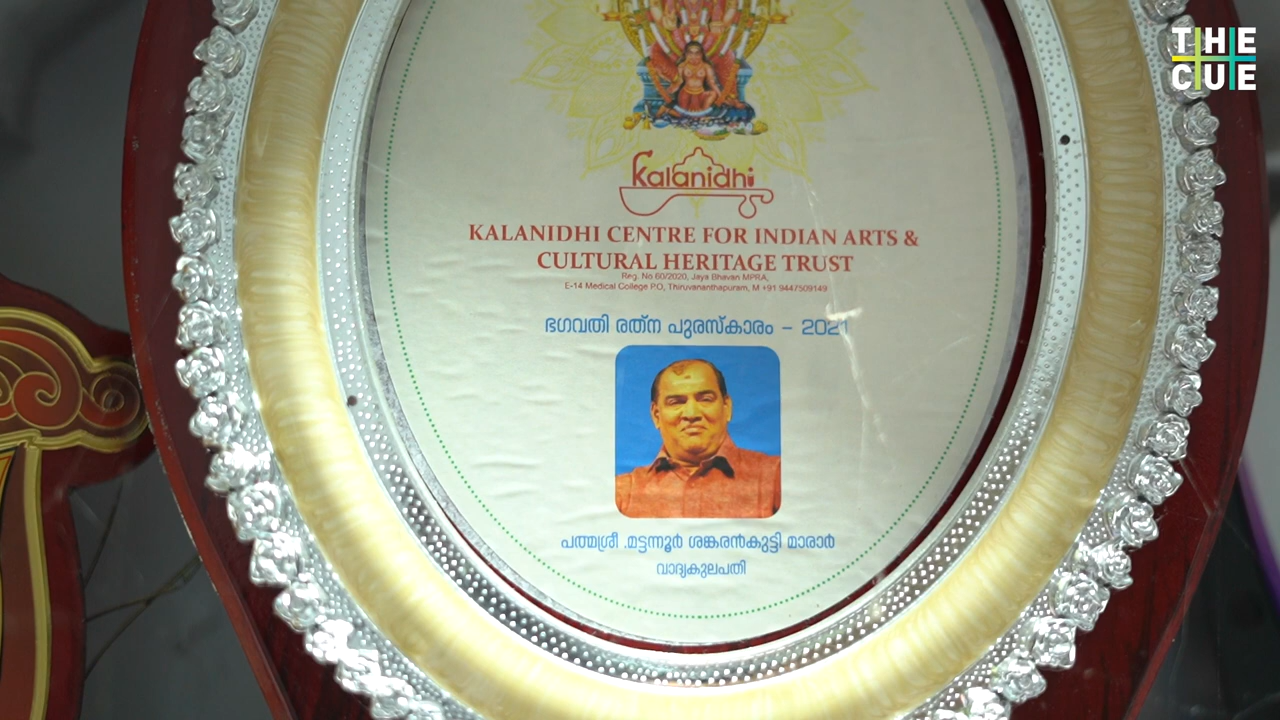 THE
CUE
kalanidhi
KALANIDHI CENTRE FOR INDIAN ARTS &
CULTURAL HERITAGE TRUST
Reg. No 60/2020, Jaya Bhavan MPRA,
E-14 Medical College P.O, Thiruvananthapuram, M +91 9447509149
ഭഗവതി രത്ന പുരസ്കാരം – 2021
പത്മശ്രീ .മട്ടന്നൂർ ശങ്കരൻകുട്ടി മാരാർ
വാദ്യകുലപതി